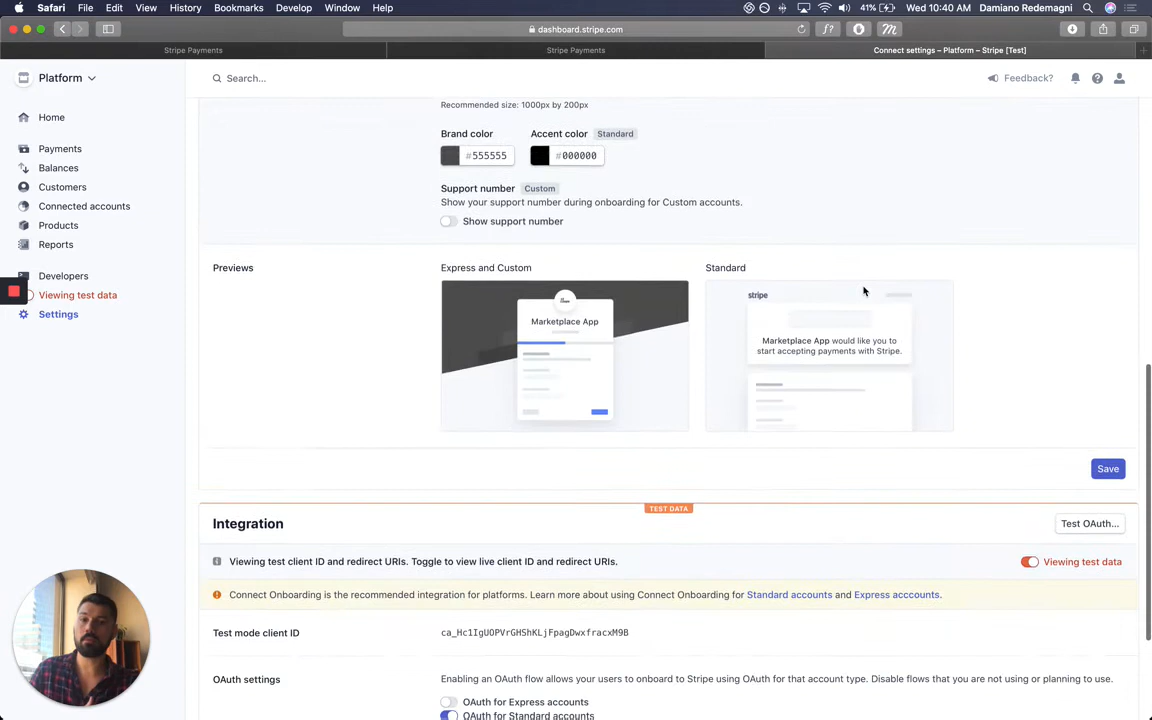 Safari File Edit View History Bookmarks Develop Window Help 41% Wed 10:40 AM Damiano Redemagni
dashboard.stripe.com
Stripe Payments
Stripe Payments
Connect settings – Platform – Stripe [Test]
Platform
Search...
Feedback?
Home
Payments
Balances
Customers
Connected accounts
Products
Reports
Developers
Viewing test data
Settings
Recommended size: 1000px by 200px
Brand color Accent color Standard
#555555 #000000
Support number Custom
Show your support number during onboarding for Custom accounts.
Show support number
Previews
Express and Custom Standard
Marketplace App
stripe
Marketplace App would like you to
start accepting payments with Stripe.
Save
TEST DATA
Integration
Test OAuth...
Viewing test client ID and redirect URIs. Toggle to view live client ID and redirect URIs.
Viewing test data
Connect Onboarding is the recommended integration for platforms. Learn more about using Connect Onboarding for Standard accounts and Express acccounts.
Test mode client ID ca_Hc1IgUOPVrGHShKLjFpagDwxfracxM9B
OAuth settings Enabling an OAuth flow allows your users to onboard to Stripe using OAuth for that account type. Disable flows that you are not using or planning to use.
OAuth for Express accounts
OAuth for Standard accounts